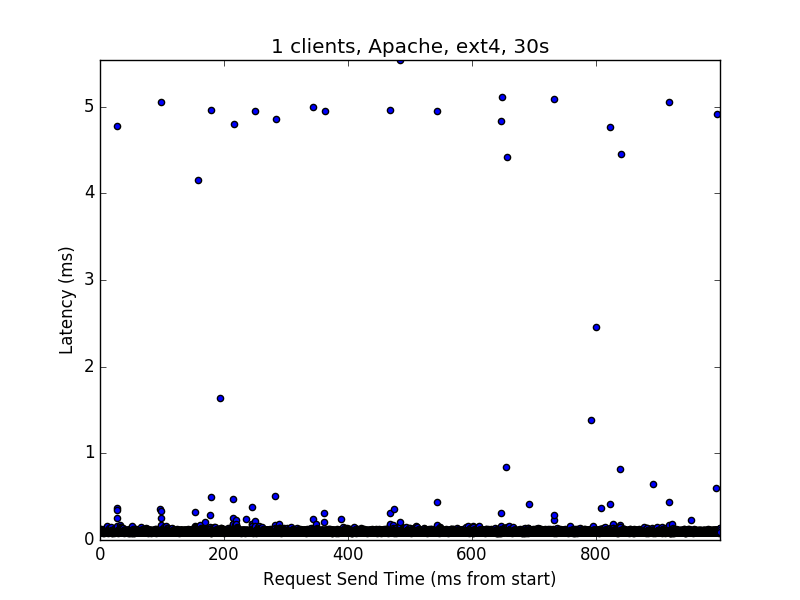 1 clients, Apache, ext4, 30s
5
4
3
2
1
0
Latency (ms)
0 200 400 600 800
Request Send Time (ms from start)